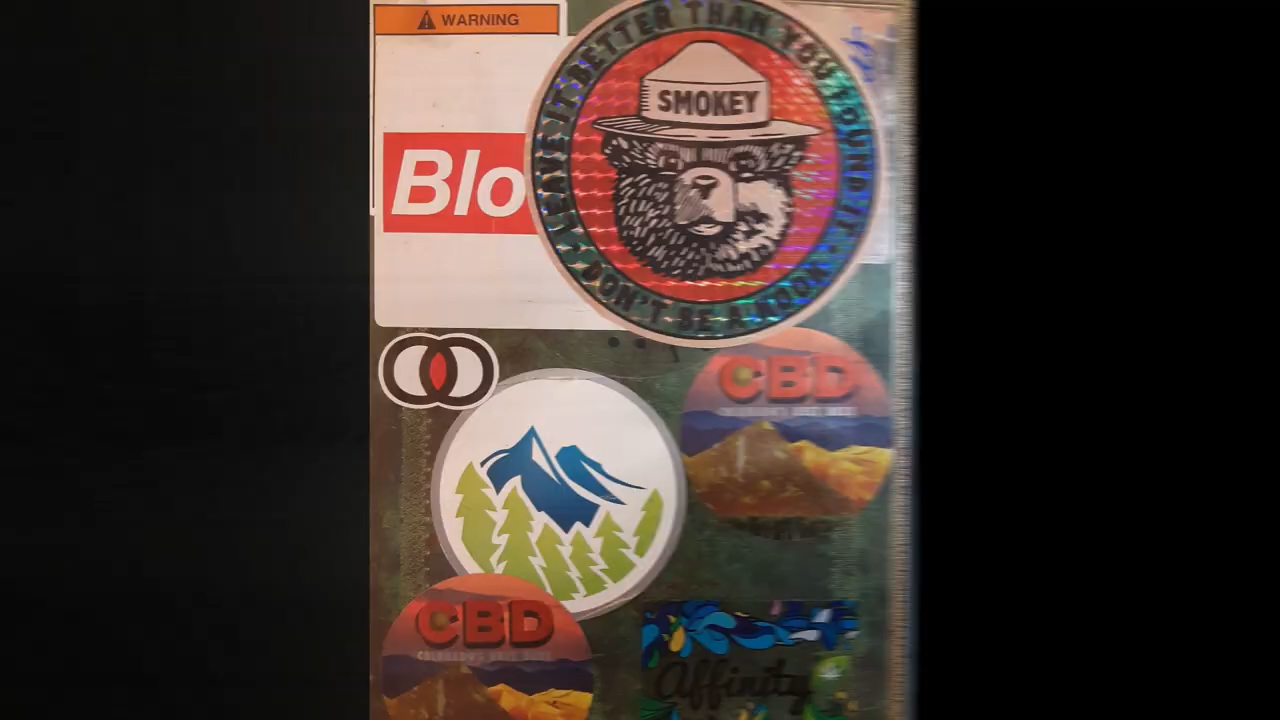 WARNING
Blo
LEAVE IT BETTER THAN YOU FOUND IT
DON'T BE A
SMOKEY
CBD
CBD
Affinity